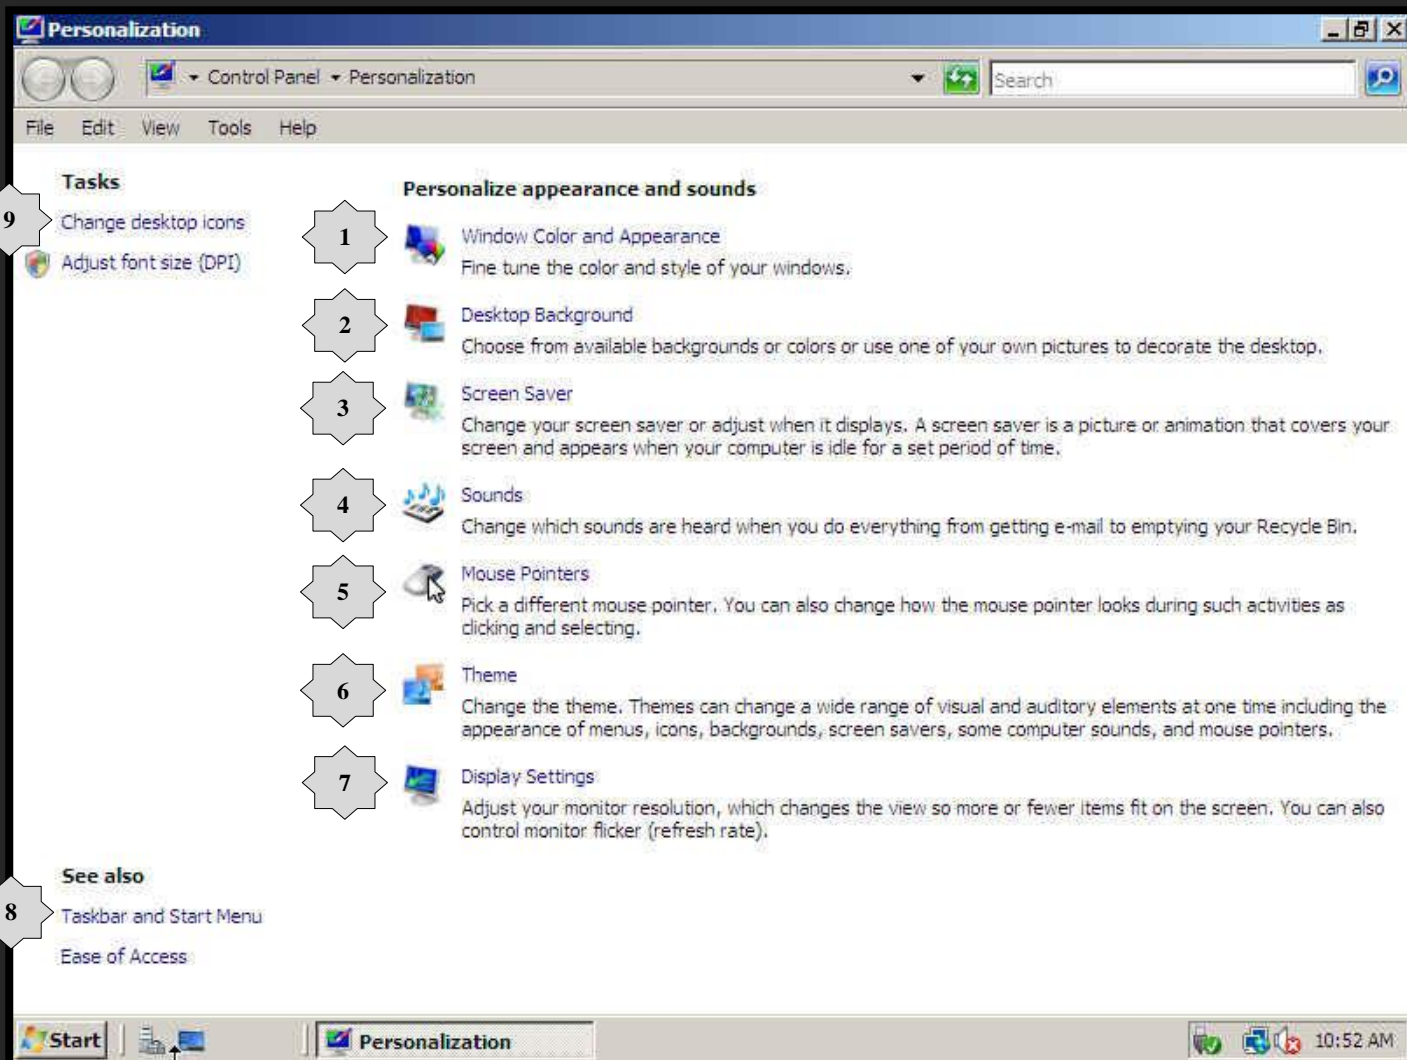 Personalization
Control Panel Personalization
Search
File Edit View Tools Help
Tasks
9
Change desktop icons
Adjust font size (DPI)
Personalize appearance and sounds
1
Window Color and Appearance
Fine tune the color and style of your windows.
2
Desktop Background
Choose from available backgrounds or colors or use one of your own pictures to decorate the desktop.
3
Screen Saver
Change your screen saver or adjust when it displays. A screen saver is a picture or animation that covers your
screen and appears when your computer is idle for a set period of time.
4
Sounds
Change which sounds are heard when you do everything from getting e-mail to emptying your Recycle Bin.
5
Mouse Pointers
Pick a different mouse pointer. You can also change how the mouse pointer looks during such activities as
clicking and selecting.
6
Theme
Change the theme. Themes can change a wide range of visual and auditory elements at one time including the
appearance of menus, icons, backgrounds, screen savers, some computer sounds, and mouse pointers.
7
Display Settings
Adjust your monitor resolution, which changes the view so more or fewer items fit on the screen. You can also
control monitor flicker (refresh rate).
See also
8
Taskbar and Start Menu
Ease of Access
Start
Personalization
10:52 AM